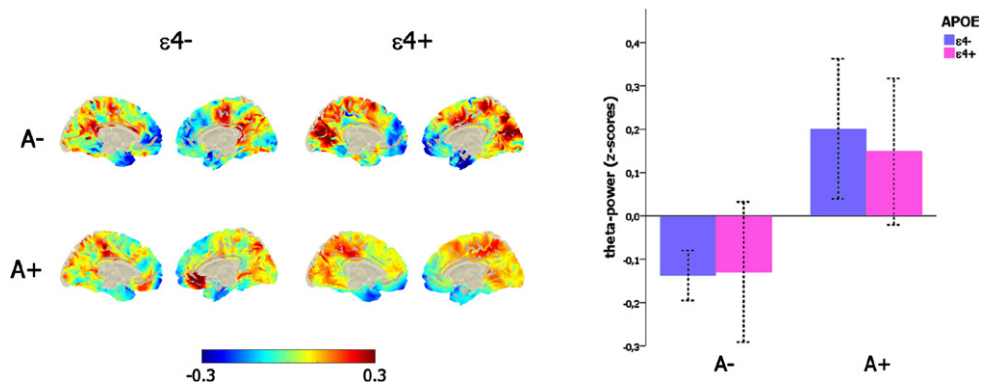 ε4-
ε4+
A-
A+
-0.3
0.3
APOE
ε4-
ε4+
theta-power (z-scores)
0,4
0,3
0,2
0,1
0,0
-0,1
-0,2
-0,3
A-
A+